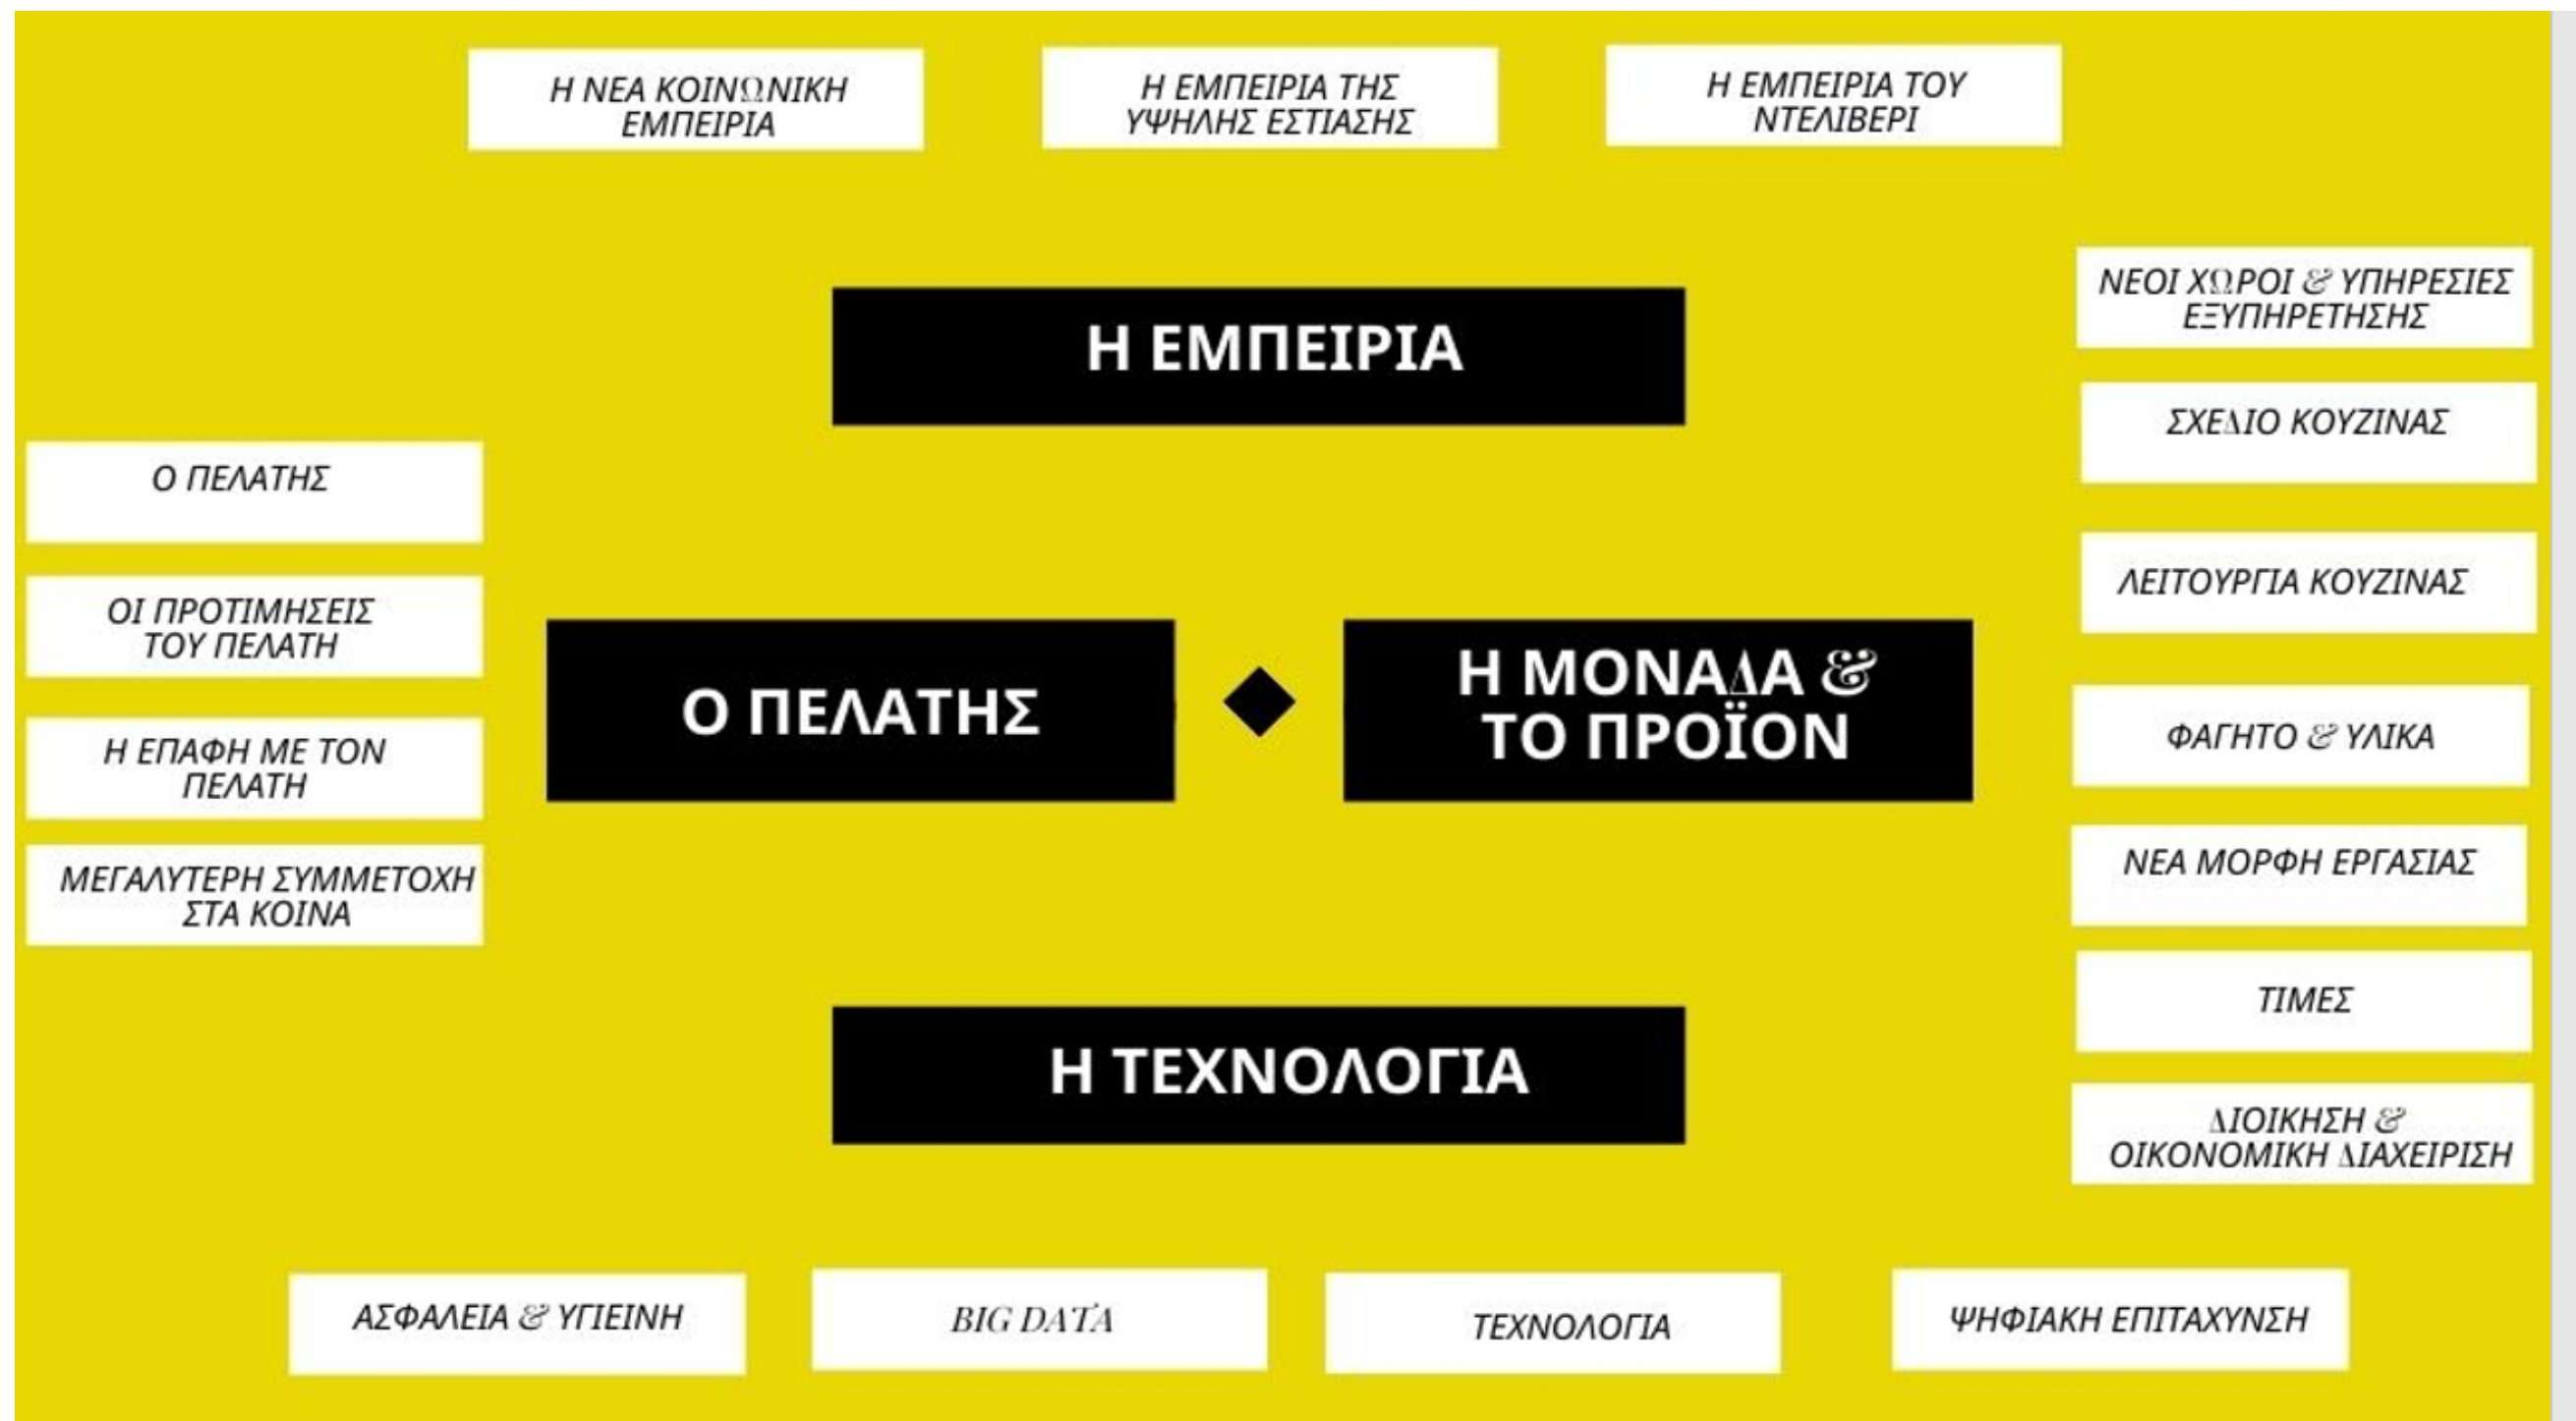 Η ΝΕΑ ΚΟΙΝΩΝΙΚΗ
ΕΜΠΕΙΡΙΑ
Η ΕΜΠΕΙΡΙΑ ΤΗΣ
ΥΨΗΛΗΣ ΕΣΤΙΑΣΗΣ
Η ΕΜΠΕΙΡΙΑ ΤΟΥ
ΝΤΕΛΙΒΕΡΙ
Η ΕΜΠΕΙΡΙΑ
Ο ΠΕΛΑΤΗΣ
ΟΙ ΠΡΟΤΙΜΗΣΕΙΣ
ΤΟΥ ΠΕΛΑΤΗ
Η ΕΠΑΦΗ ΜΕ ΤΟΝ
ΠΕΛΑΤΗ
ΜΕΓΑΛΥΤΕΡΗ ΣΥΜΜΕΤΟΧΗ
ΣΤΑ ΚΟΙΝΑ
Ο ΠΕΛΑΤΗΣ
Η ΜΟΝΑΔΑ &
ΤΟ ΠΡΟΪΟΝ
ΝΕΟΙ ΧΩΡΟΙ & ΥΠΗΡΕΣΙΕΣ
ΕΞΥΠΗΡΕΤΗΣΗΣ
ΣΧΕΔΙΟ ΚΟΥΖΙΝΑΣ
ΛΕΙΤΟΥΡΓΙΑ ΚΟΥΖΙΝΑΣ
ΦΑΓΗΤΟ & ΥΛΙΚΑ
ΝΕΑ ΜΟΡΦΗ ΕΡΓΑΣΙΑΣ
ΤΙΜΕΣ
ΔΙΟΙΚΗΣΗ &
ΟΙΚΟΝΟΜΙΚΗ ΔΙΑΧΕΙΡΙΣΗ
Η ΤΕΧΝΟΛΟΓΙΑ
ΑΣΦΑΛΕΙΑ & ΥΓΙΕΙΝΗ
BIG DATA
ΤΕΧΝΟΛΟΓΙΑ
ΨΗΦΙΑΚΗ ΕΠΙΤΑΧΥΝΣΗ